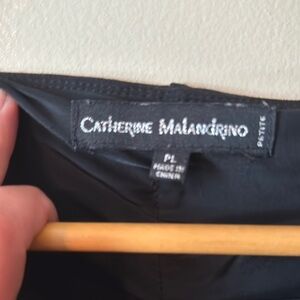 CATHERINE MALANDRINO
PETITE
PL
MADE IN
CHINA